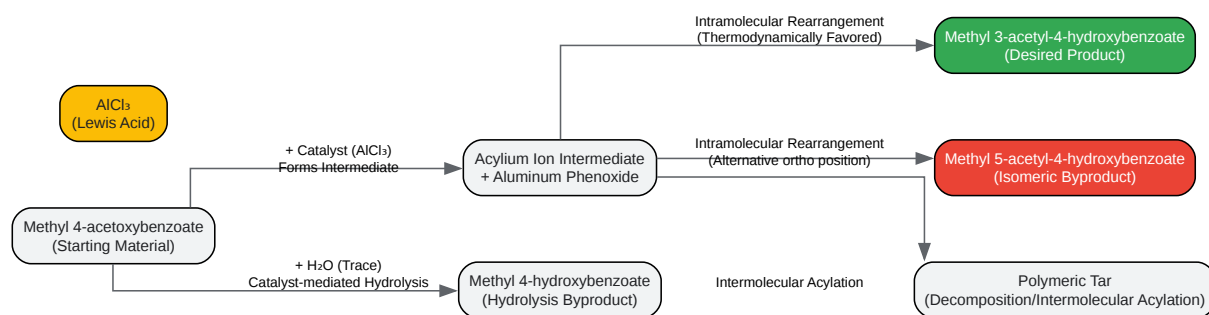 Intramolecular Rearrangement
(Thermodynamically Favored)
Methyl 3-acetyl-4-hydroxybenzoate
(Desired Product)
AlCl₃
(Lewis Acid)
+ Catalyst (AlCl₃)
Forms Intermediate
Acylium Ion Intermediate
+ Aluminum Phenoxide
Intramolecular Rearrangement
(Alternative ortho position)
Methyl 5-acetyl-4-hydroxybenzoate
(Isomeric Byproduct)
Methyl 4-acetoxybenzoate
(Starting Material)
+ H₂O (Trace)
Catalyst-mediated Hydrolysis
Methyl 4-hydroxybenzoate
(Hydrolysis Byproduct)
Intermolecular Acylation
Polymeric Tar
(Decomposition/Intermolecular Acylation)